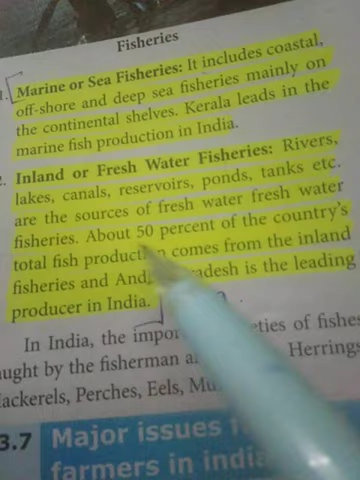 Fisheries
1. Marine or Sea Fisheries: It includes coastal,
off-shore and deep sea fisheries mainly on
the continental shelves. Kerala leads in the
marine fish production in India.
2. Inland or Fresh Water Fisheries: Rivers,
lakes, canals, reservoirs, ponds, tanks etc.
are the sources of fresh water fresh water
fisheries. About 50 percent of the country's
total fish production comes from the inland
fisheries and Andhra Pradesh is the leading
producer in India.
In India, the impor eties of fishes
aught by the fisherman a Herrings
Mackerels, Perches, Eels, Mu
3.7 Major issues f
farmers in india